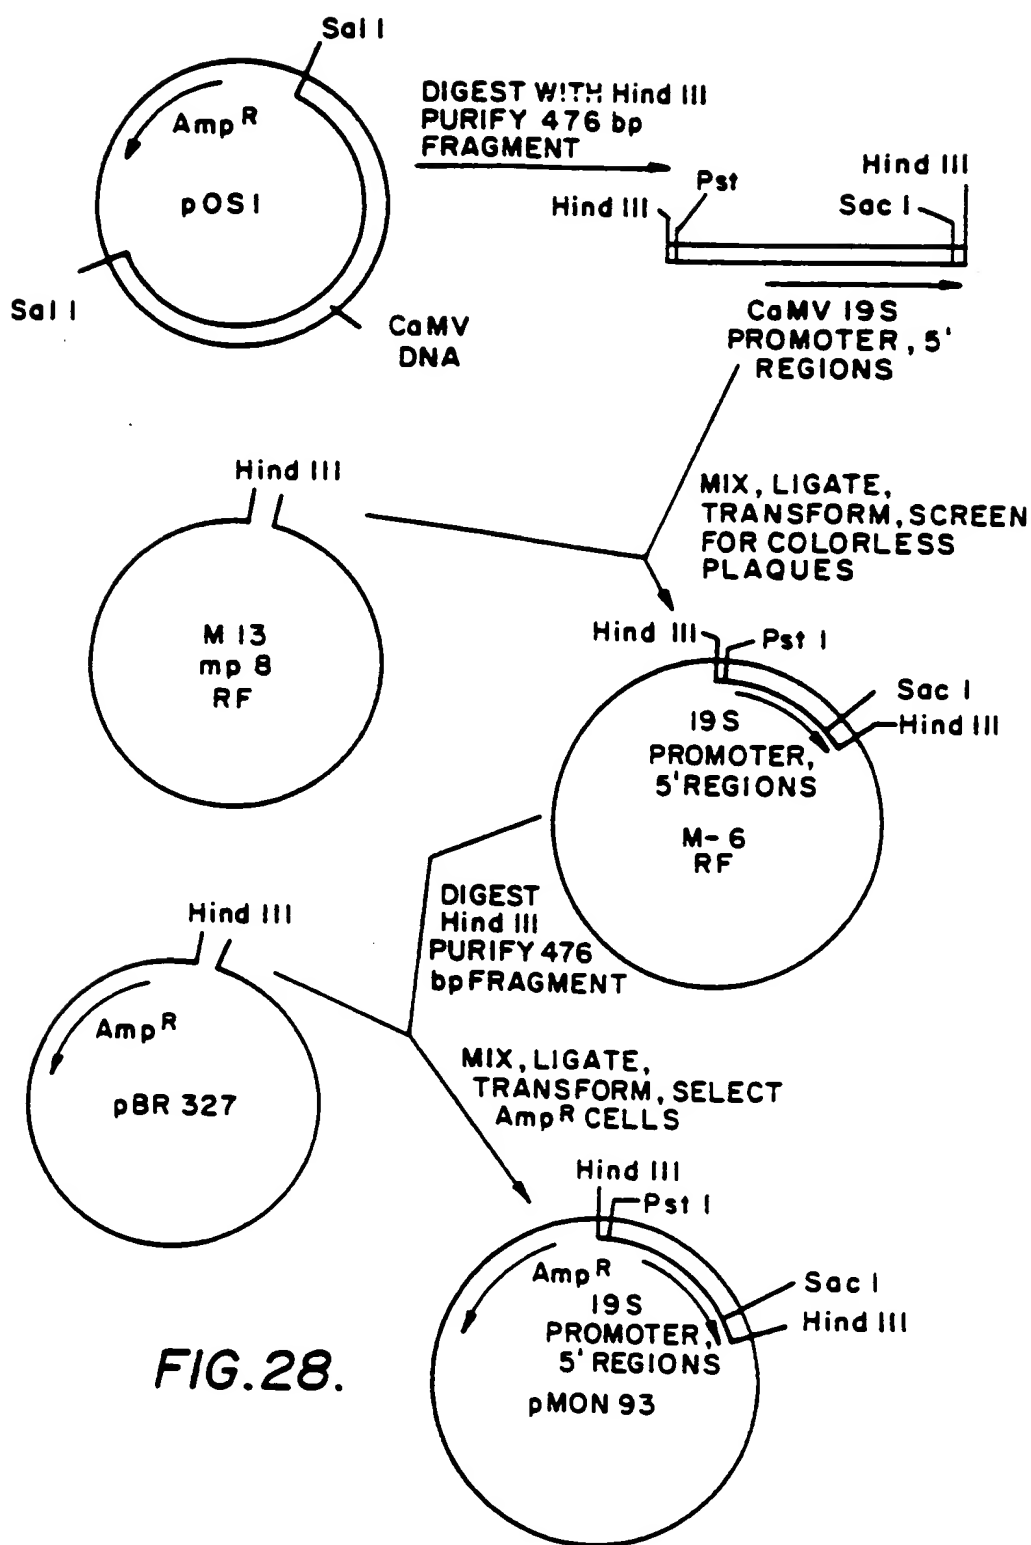 Sal I
Amp R
pOS1
Sal I
CaMV
DNA
DIGEST WITH Hind III
PURIFY 476 bp
FRAGMENT
Hind III
Pst
Sac I
Hind III
CaMV 19S
PROMOTER, 5'
REGIONS
Hind III
M 13
mp 8
RF
MIX, LIGATE,
TRANSFORM, SCREEN
FOR COLORLESS
PLAQUES
Hind III
Pst I
Sac I
Hind III
19S
PROMOTER,
5' REGIONS
M-6
RF
DIGEST
Hind III
PURIFY 476
bp FRAGMENT
Hind III
Amp R
pBR 327
MIX, LIGATE,
TRANSFORM, SELECT
Amp R CELLS
Hind III
Pst I
Amp R
Sac I
Hind III
19S
PROMOTER,
5' REGIONS
pMON 93
FIG.28.